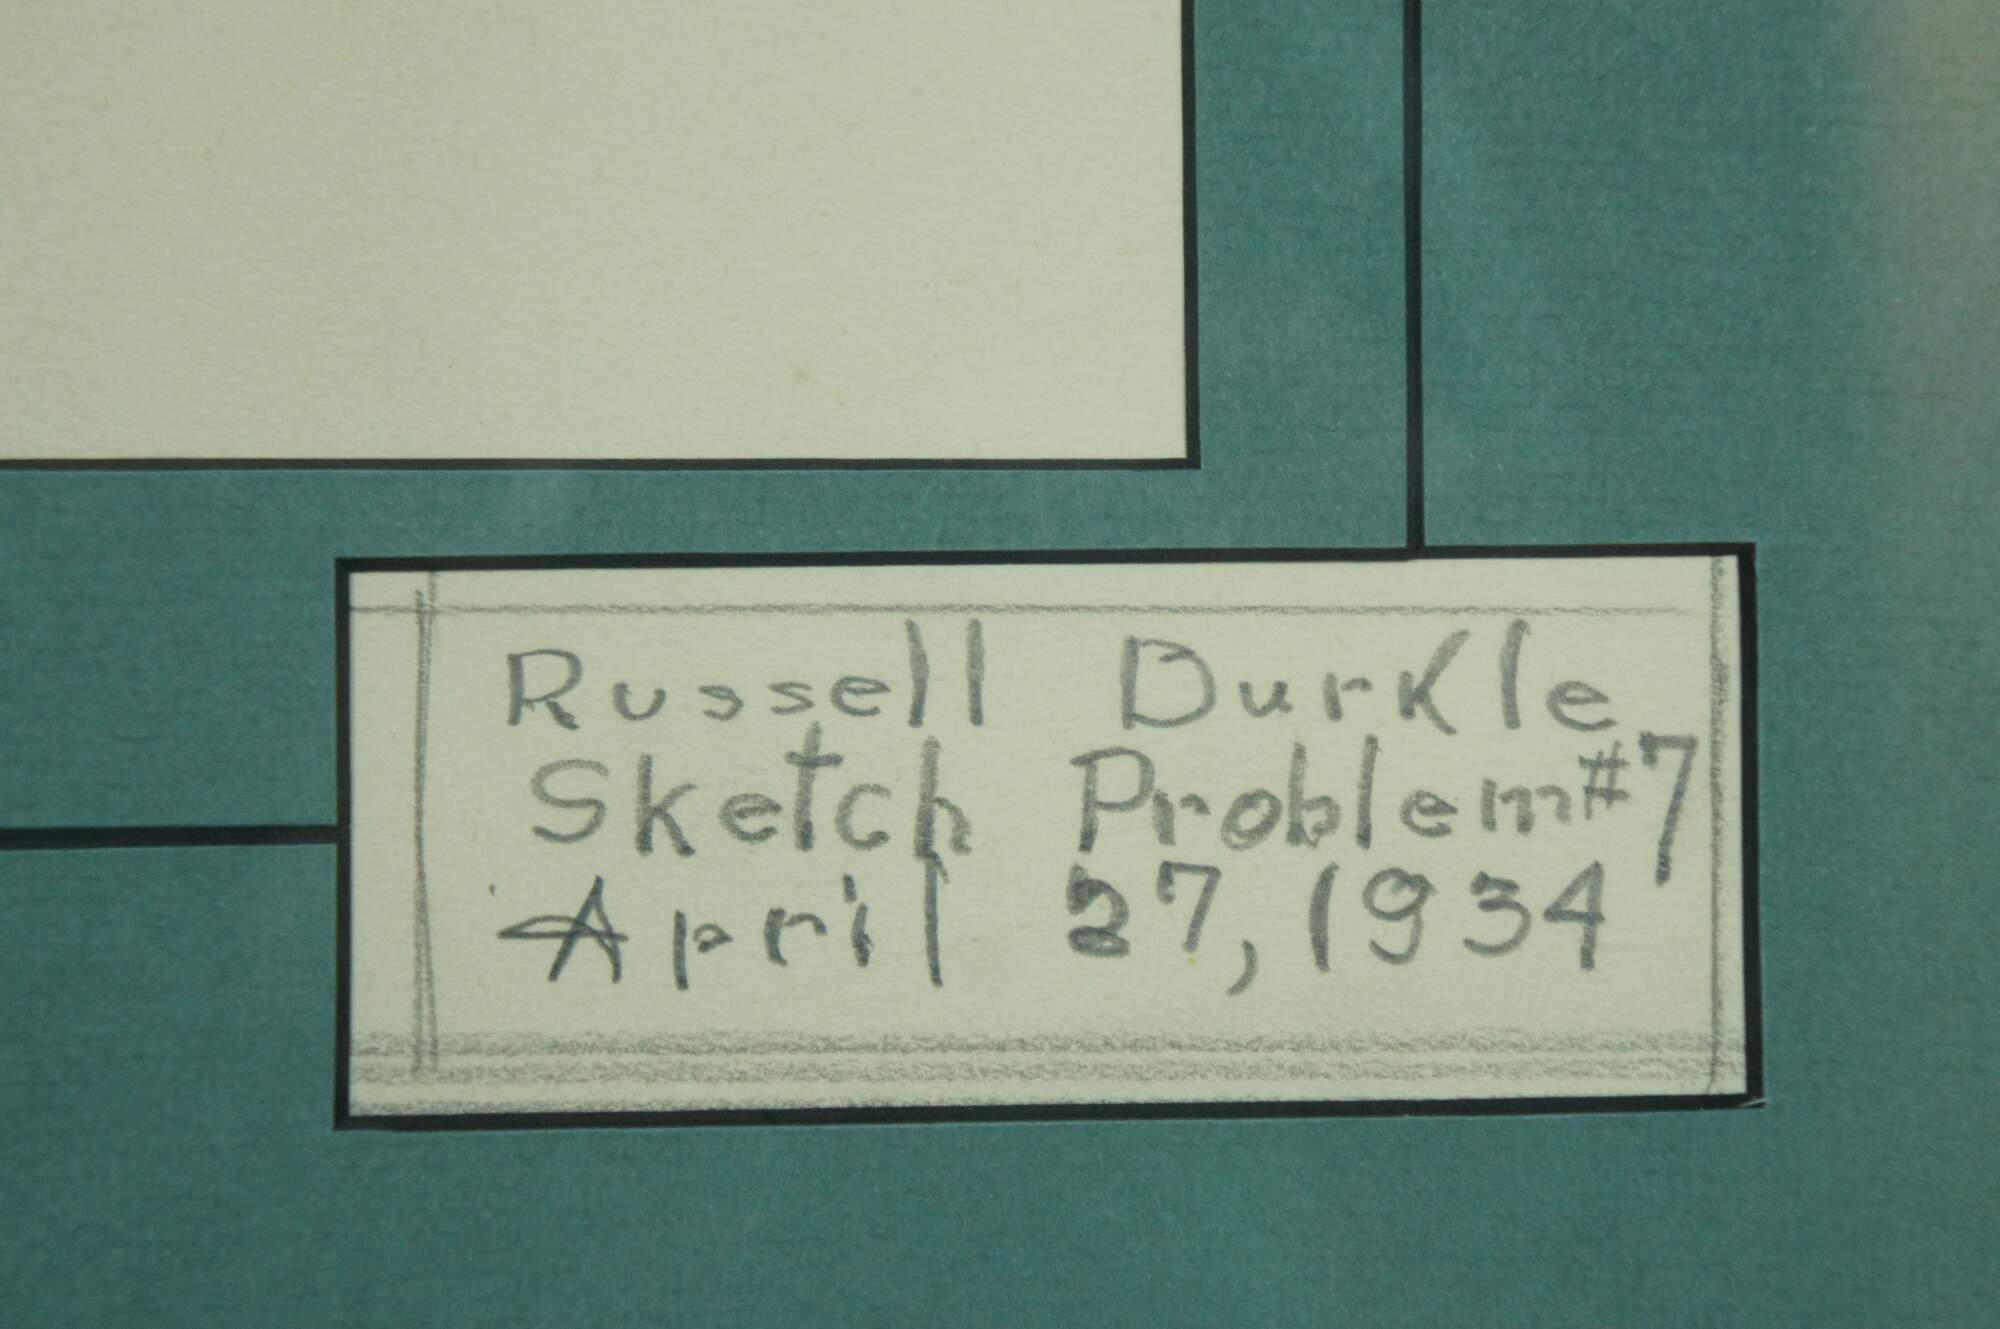 Russell Durkle
Sketch Problem #7
April 27, 1934